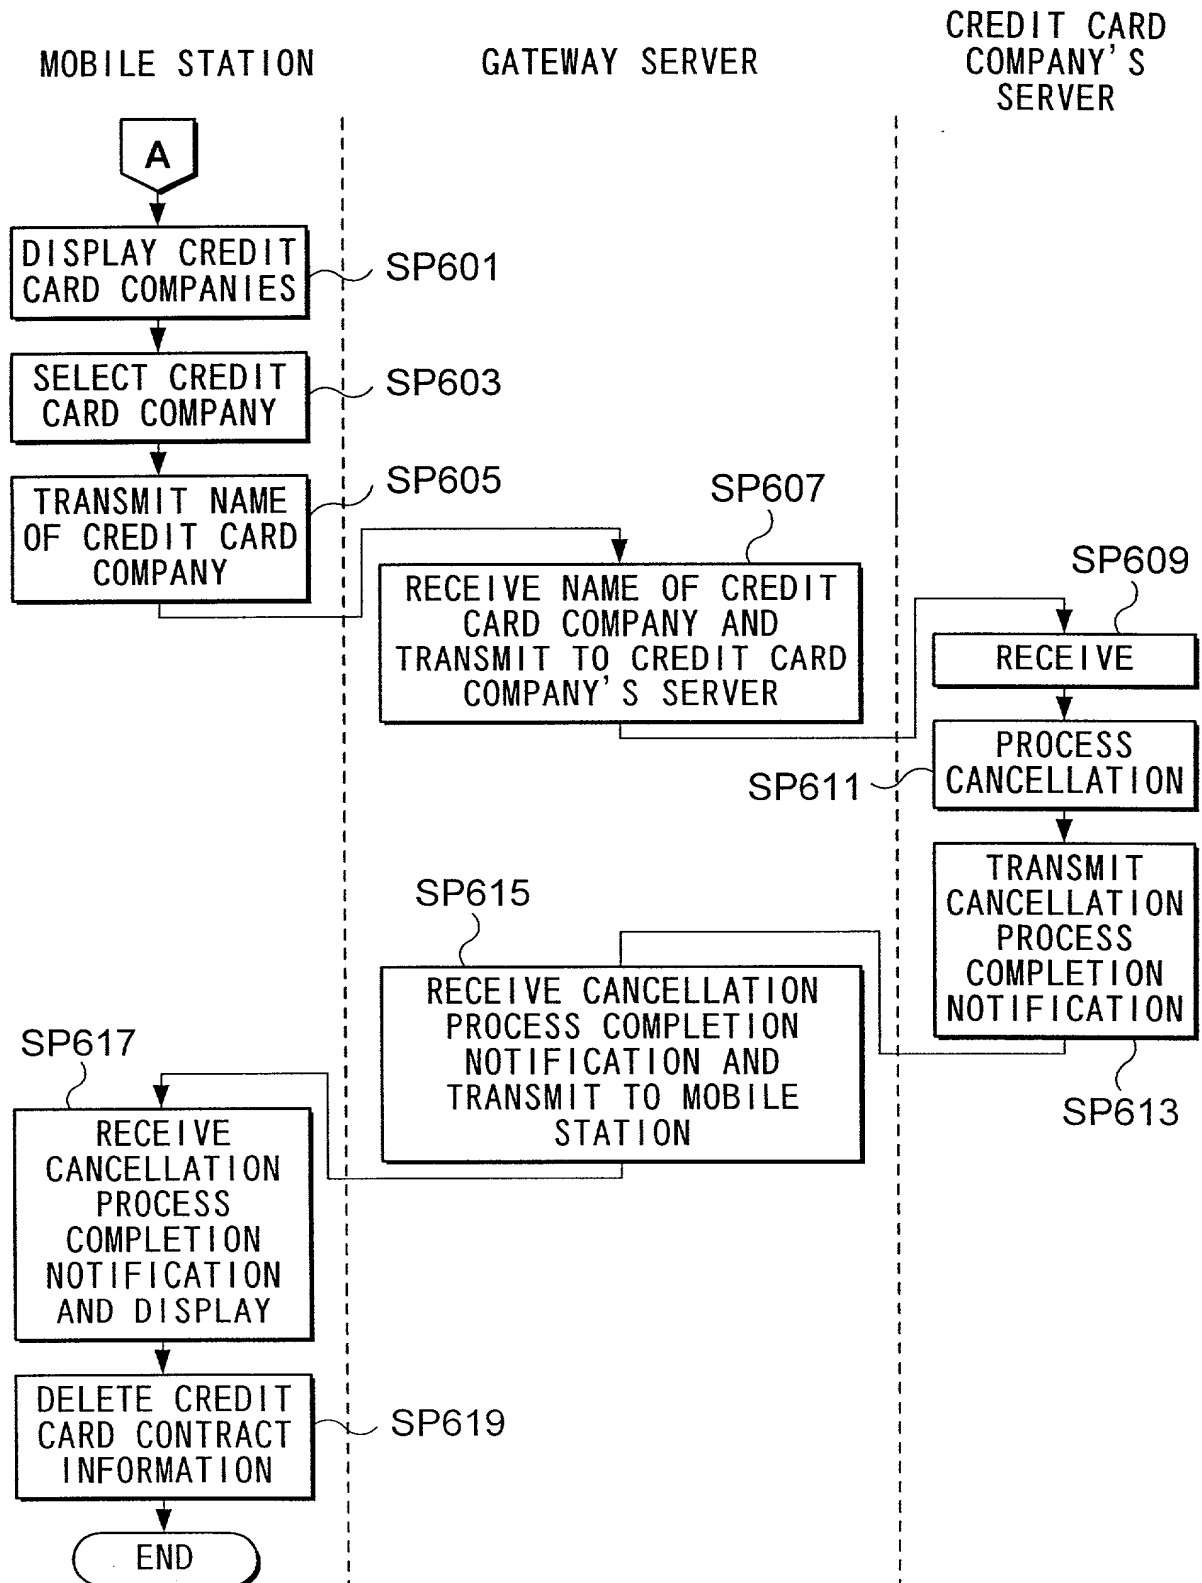 MOBILE STATION
GATEWAY SERVER
CREDIT CARD
COMPANY'S
SERVER
A
DISPLAY CREDIT
CARD COMPANIES
SP601
SELECT CREDIT
CARD COMPANY
SP603
TRANSMIT NAME
OF CREDIT CARD
COMPANY
SP605
SP607
RECEIVE NAME OF CREDIT
CARD COMPANY AND
TRANSMIT TO CREDIT CARD
COMPANY'S SERVER
SP609
RECEIVE
PROCESS
CANCELLATION
SP611
TRANSMIT
CANCELLATION
PROCESS
COMPLETION
NOTIFICATION
SP613
SP615
RECEIVE CANCELLATION
PROCESS COMPLETION
NOTIFICATION AND
TRANSMIT TO MOBILE
STATION
SP617
RECEIVE
CANCELLATION
PROCESS
COMPLETION
NOTIFICATION
AND DISPLAY
DELETE CREDIT
CARD CONTRACT
INFORMATION
SP619
END